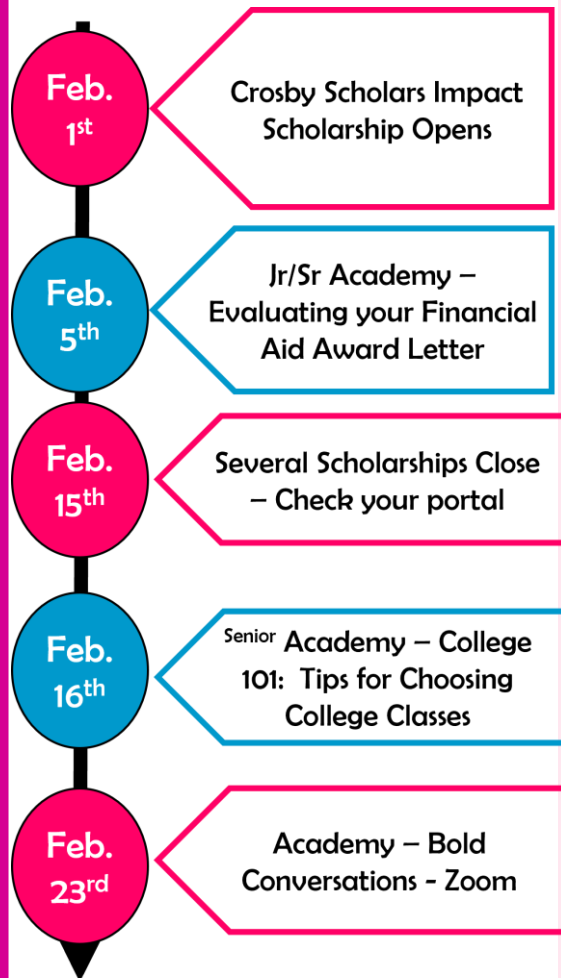 Feb.
1st
Crosby Scholars Impact
Scholarship Opens
Feb.
5th
Jr/Sr Academy –
Evaluating your Financial
Aid Award Letter
Feb.
15th
Several Scholarships Close
– Check your portal
Feb.
16th
Senior Academy – College
101: Tips for Choosing
College Classes
Feb.
23rd
Academy – Bold
Conversations - Zoom